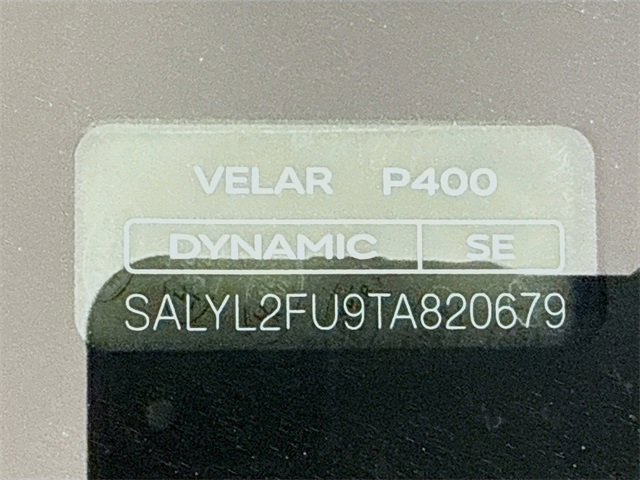 VELAR P400
DYNAMIC SE
SALYL2FU9TA820679